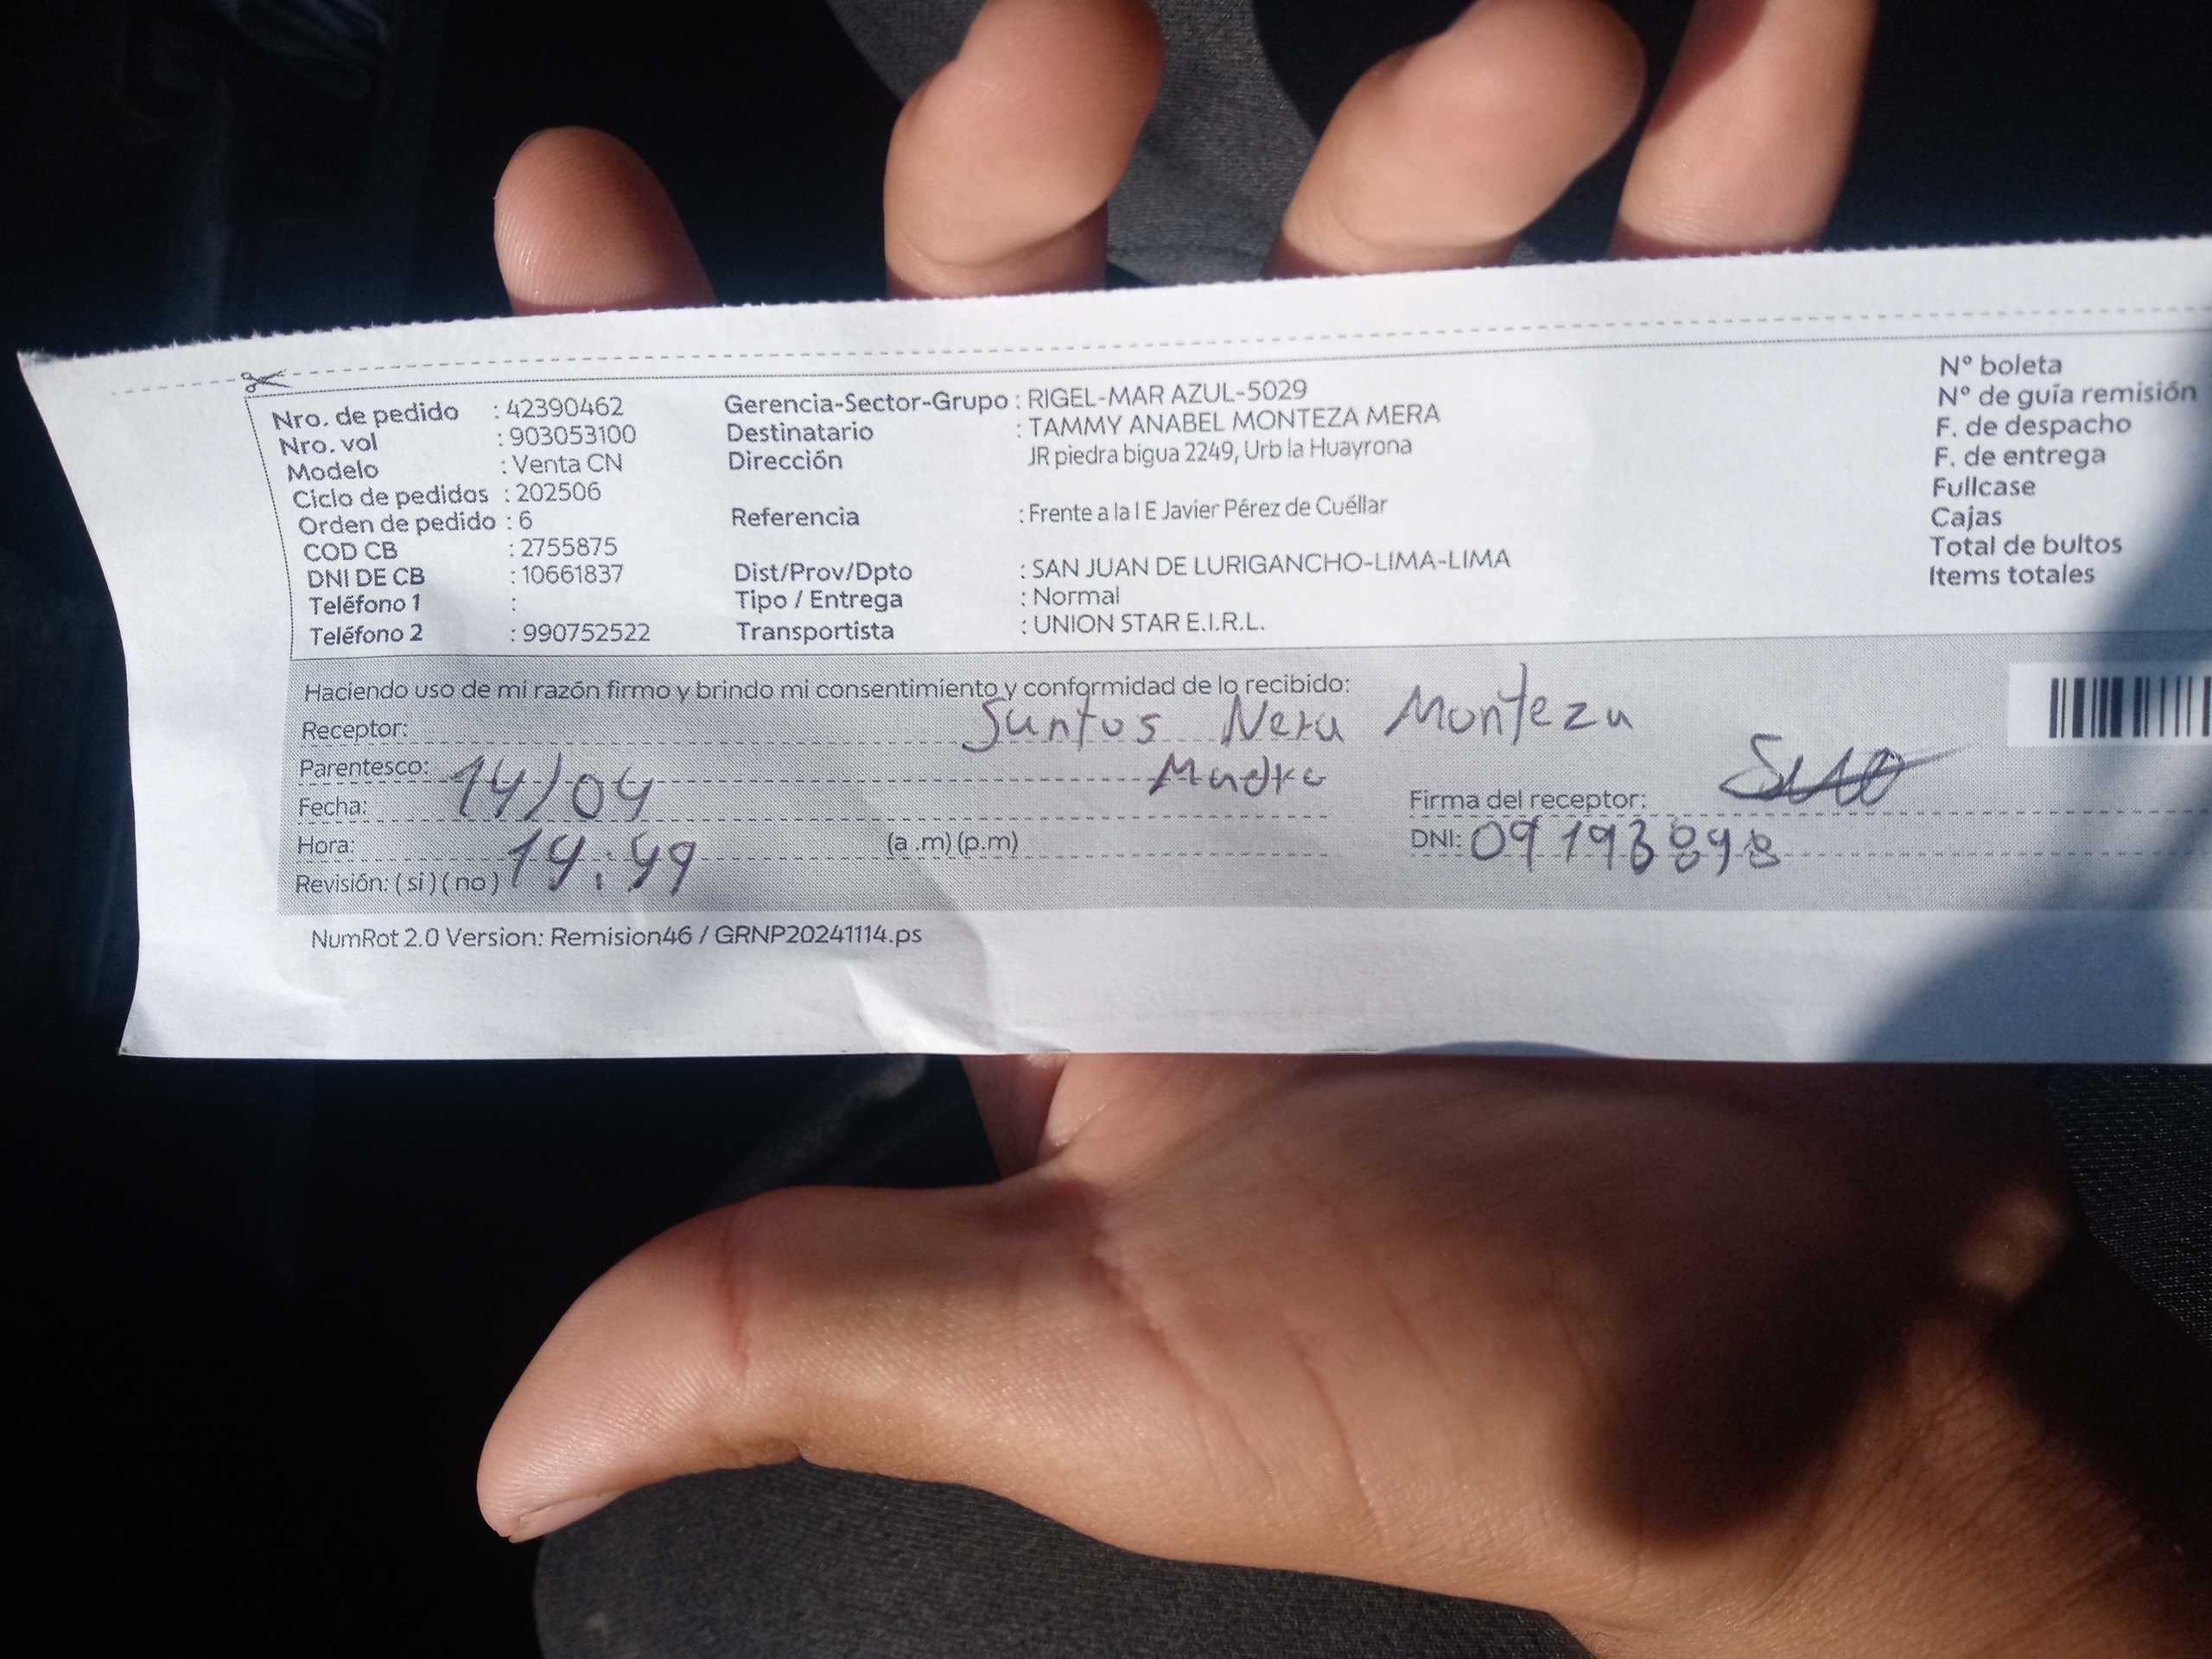 Nro. de pedido : 42390462
Nro. vol : 903053100
Modelo : Venta CN
Ciclo de pedidos : 202506
Orden de pedido : 6
COD CB : 2755875
DNI DE CB : 10661837
Teléfono 1 :
Teléfono 2 : 990752522
Gerencia-Sector-Grupo : RIGEL-MAR AZUL-5029
Destinatario : TAMMY ANABEL MONTEZA MERA
Dirección JR piedra bigua 2249, Urb la Huayrona
Referencia : Frente a la I E Javier Pérez de Cuéllar
Dist/Prov/Dpto : SAN JUAN DE LURIGANCHO-LIMA-LIMA
Tipo / Entrega : Normal
Transportista : UNION STAR E.I.R.L.
Nº boleta
Nº de guía remisión
F. de despacho
F. de entrega
Fullcase
Cajas
Total de bultos
Items totales
Haciendo uso de mi razón firmo y brindo mi consentimiento y conformidad de lo recibido:
Receptor: Santos Mera Monteza
Parentesco: Madre
Fecha: 14/04
Firma del receptor:
Hora: 14:49 (a .m) (p.m)
DNI: 09193898
Revisión: ( si ) ( no )
NumRot 2.0 Version: Remision46 / GRNP20241114.ps